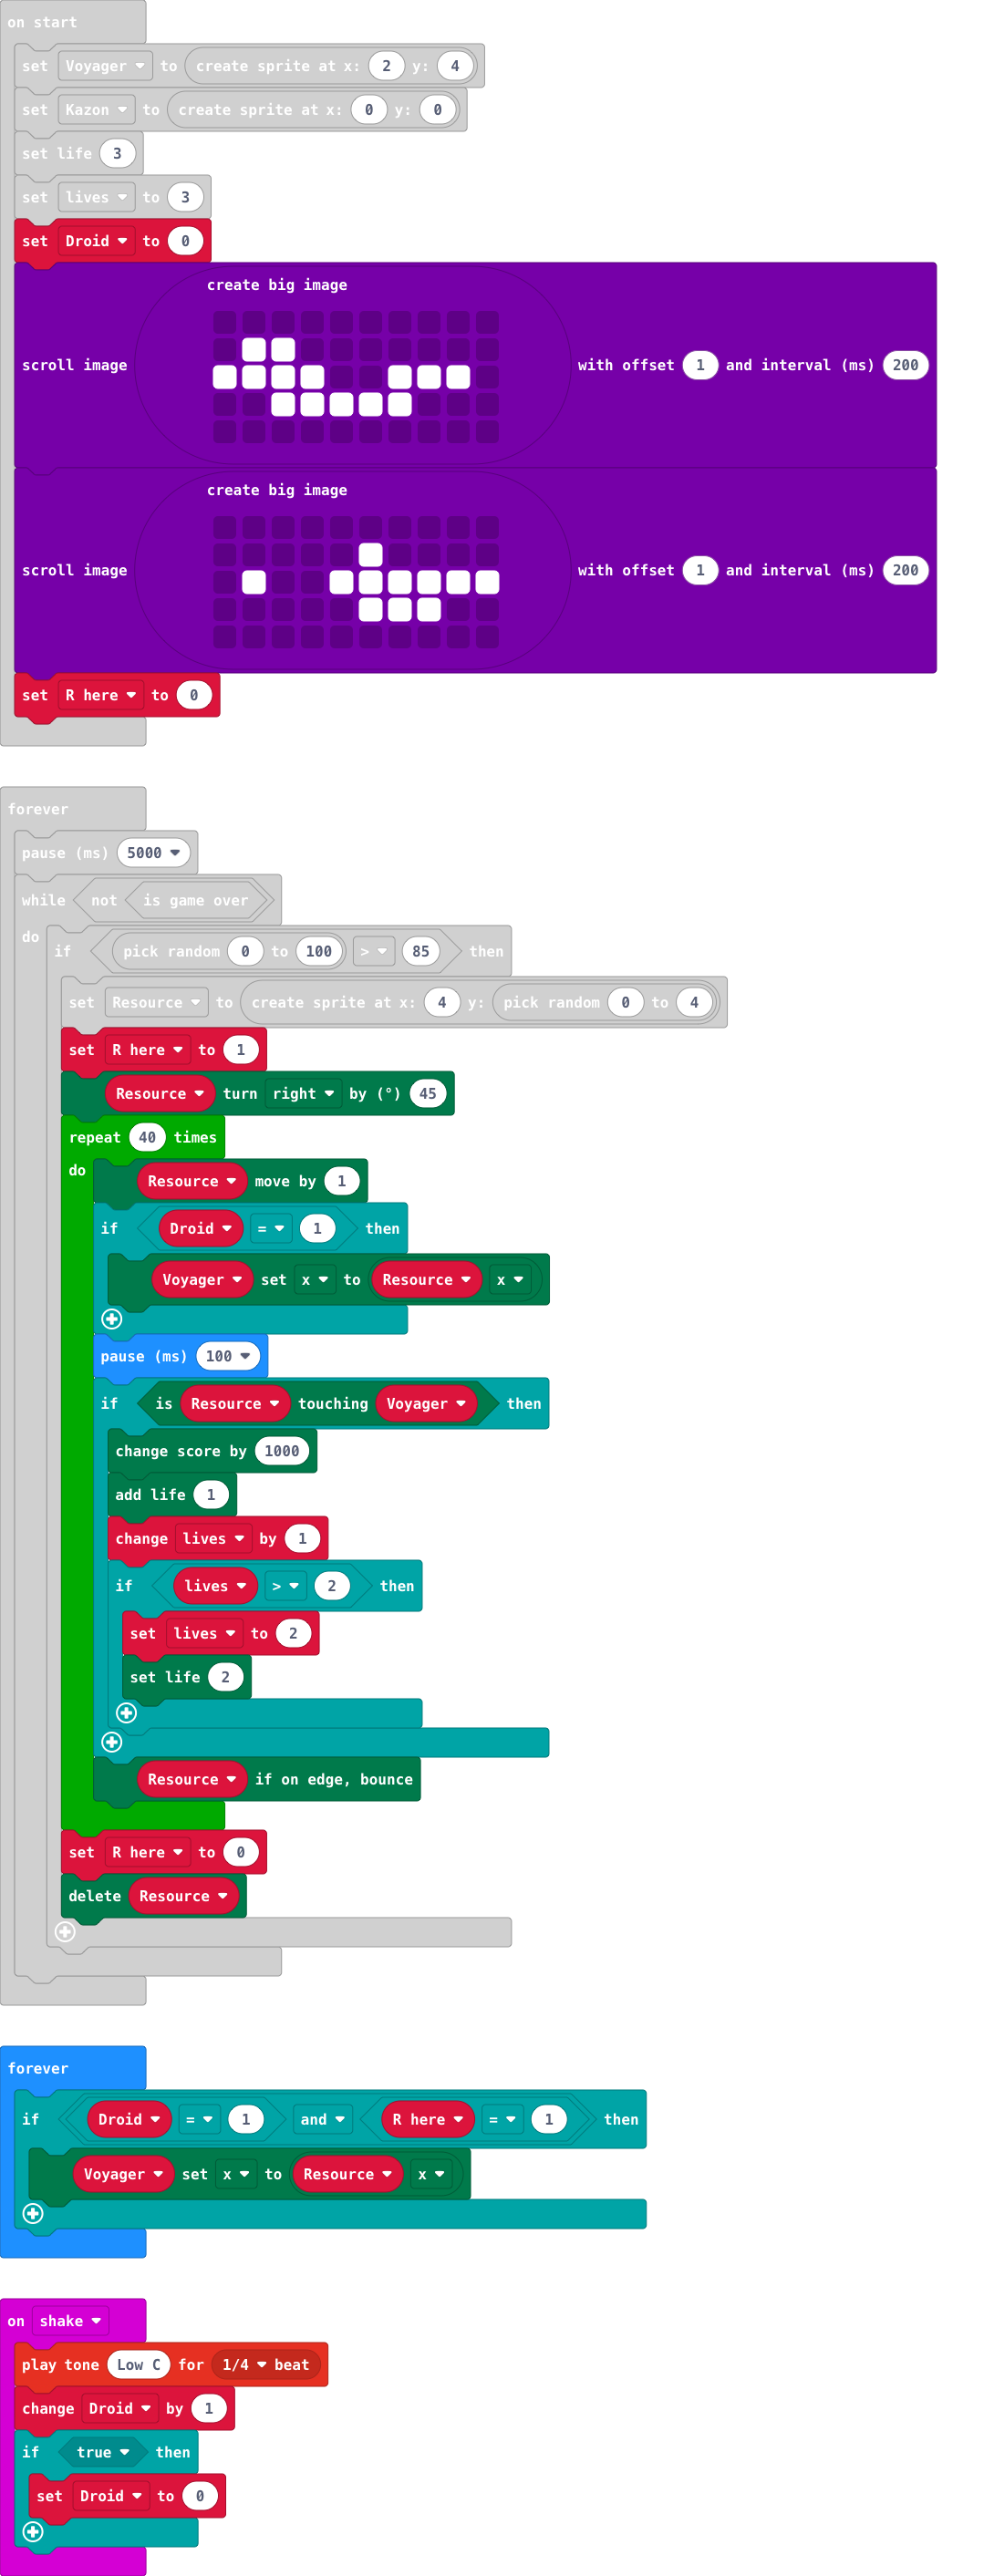 on start
set Voyager to create sprite at x: 2 y: 4
set Kazon to create sprite at x: 0 y: 0
set life 3
set lives to 3
set Droid to 0
create big image
scroll image with offset 1 and interval (ms) 200
create big image
scroll image with offset 1 and interval (ms) 200
set R here to 0
forever
pause (ms) 5000
while not is game over
do if pick random 0 to 100 > 85 then
set Resource to create sprite at x: 4 y: pick random 0 to 4
set R here to 1
Resource turn right by (°) 45
repeat 40 times
do Resource move by 1
if Droid = 1 then
Voyager set x to Resource x
pause (ms) 100
if is Resource touching Voyager then
change score by 1000
add life 1
change lives by 1
if lives > 2 then
set lives to 2
set life 2
Resource if on edge, bounce
set R here to 0
delete Resource
forever
if Droid = 1 and R here = 1 then
Voyager set x to Resource x
on shake
play tone Low C for 1/4 beat
change Droid by 1
if true then
set Droid to 0